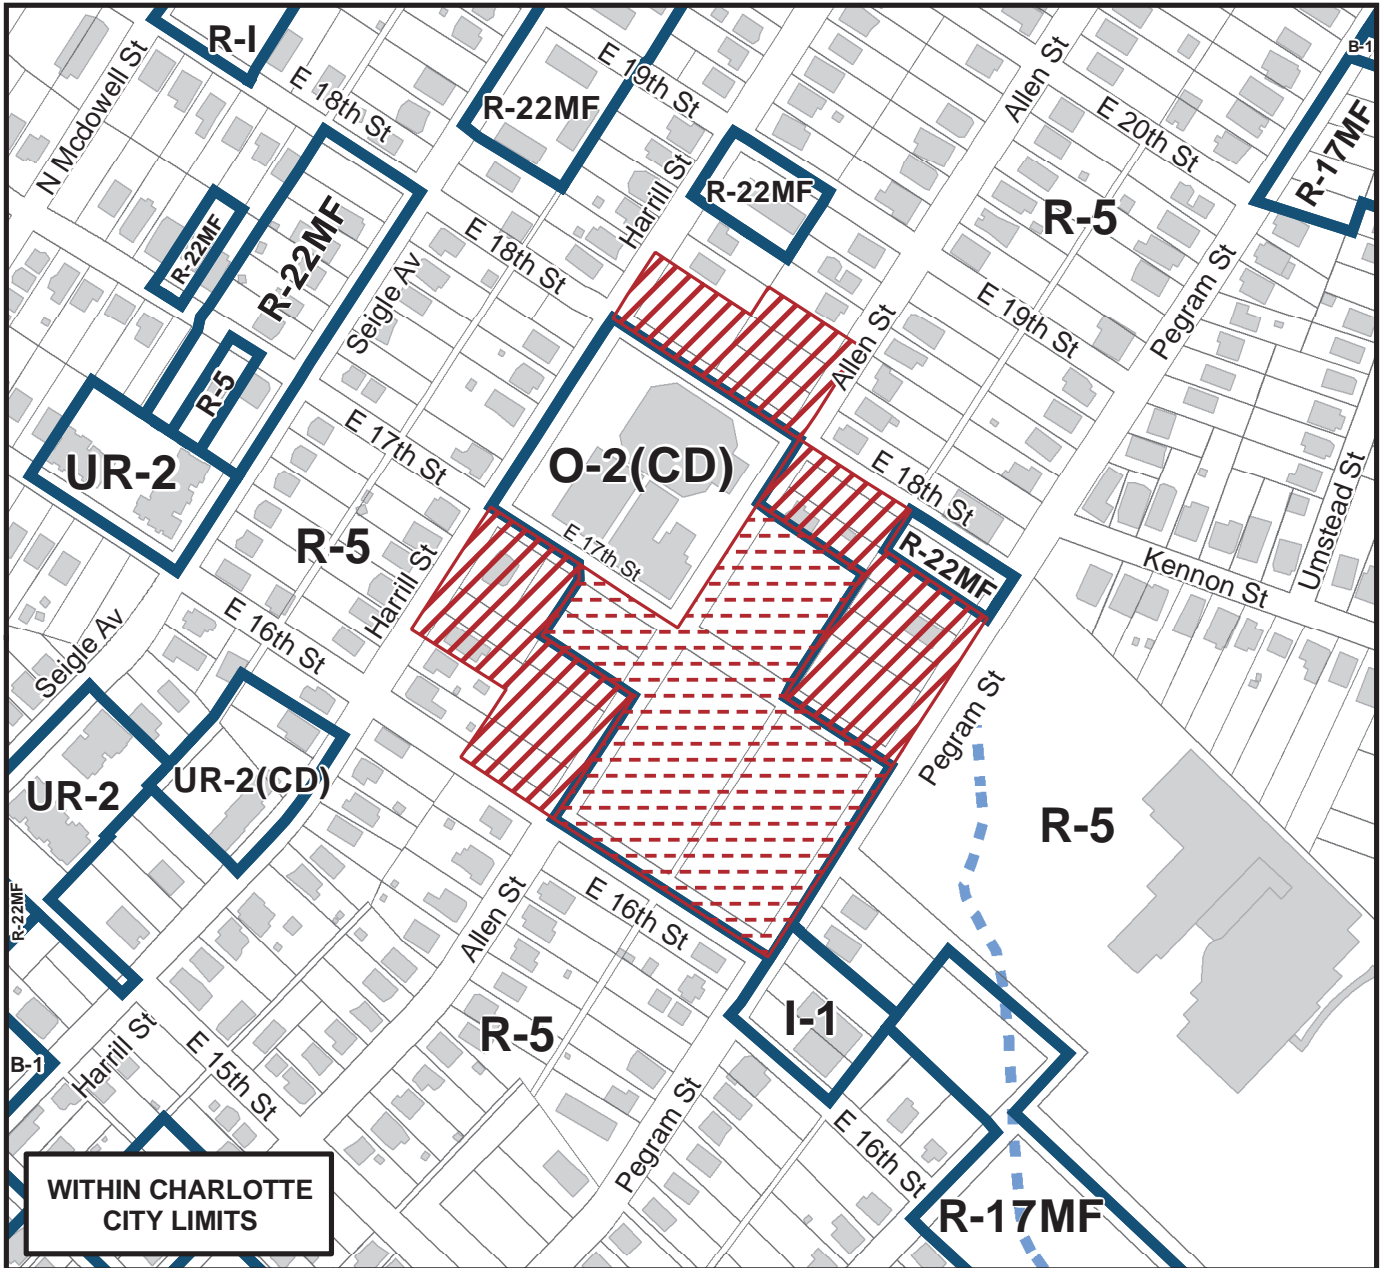 R-I
B-1
N Mcdowell St
E 18th St
R-22MF
E 19th St
Allen St
E 20th St
R-17MF
R-22MF
R-22MF
R-22MF
Harrill St
R-5
E 18th St
Seigle Av
E 19th St
Pegram St
Allen St
R-5
UR-2
E 17th St
O-2(CD)
E 18th St
Umstead St
R-5
Harrill St
E 17th St
R-22MF
Kennon St
Seigle Av
E 16th St
Pegram St
UR-2
UR-2(CD)
R-5
R-22MF
Allen St
E 16th St
R-5
I-1
B-1
Harrill St
E 15th St
Pegram St
E 16th St
R-17MF
WITHIN CHARLOTTE
CITY LIMITS